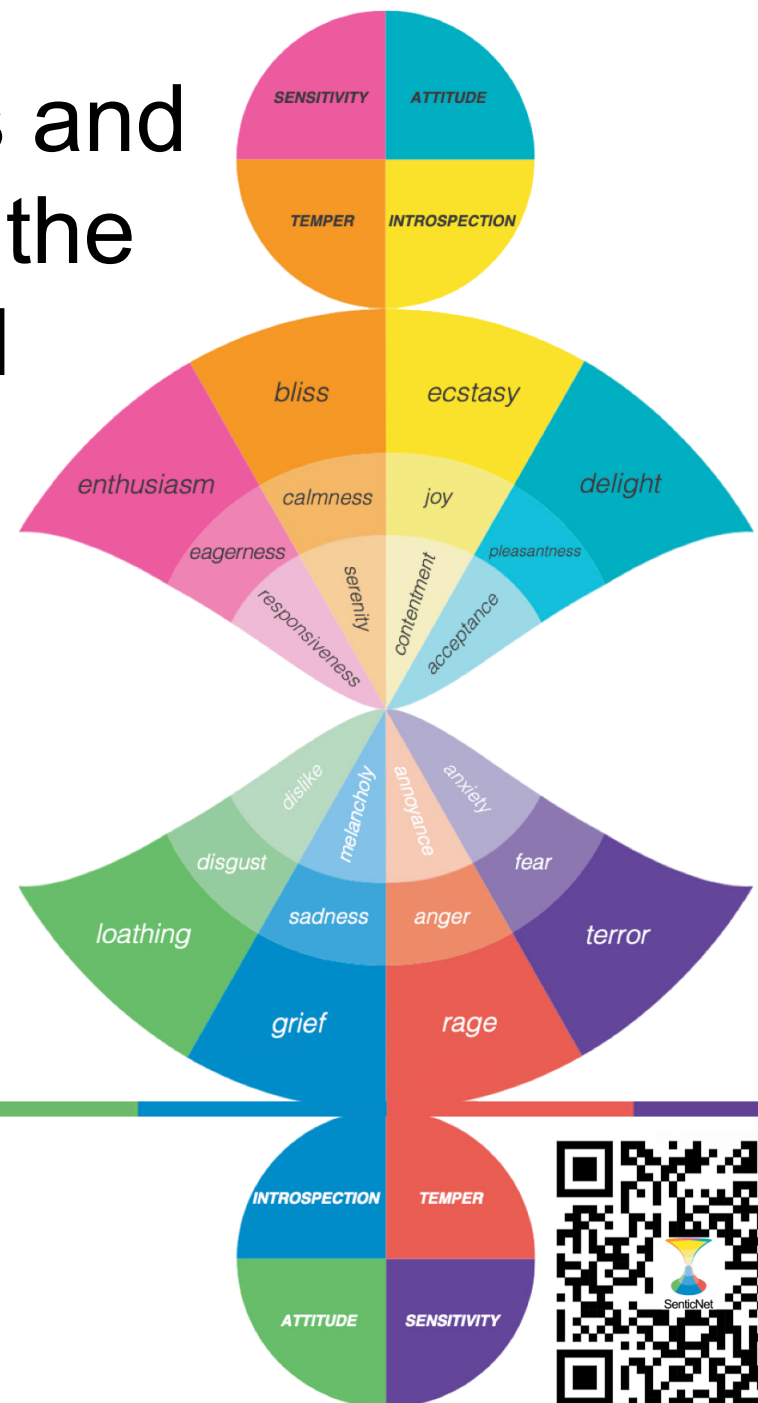 and
the
SENSITIVITY ATTITUDE
TEMPER INTROSPECTION
bliss ecstasy
enthusiasm delight
calmness joy
eagerness pleasantness
responsiveness serenity contentment acceptance
dislike melancholy annoyance anxiety
disgust fear
sadness anger
loathing terror
grief rage
INTROSPECTION TEMPER
ATTITUDE SENSITIVITY
SenticNet